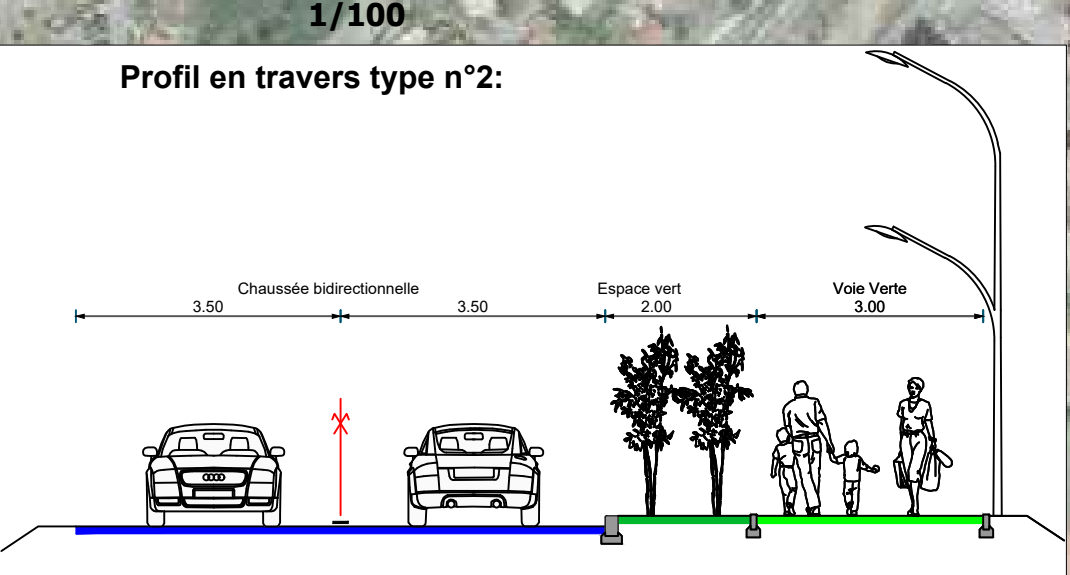 1/100
Profil en travers type n°2:
Chaussée bidirectionnelle
Espace vert
Voie Verte
3.50
3.50
2.00
3.00